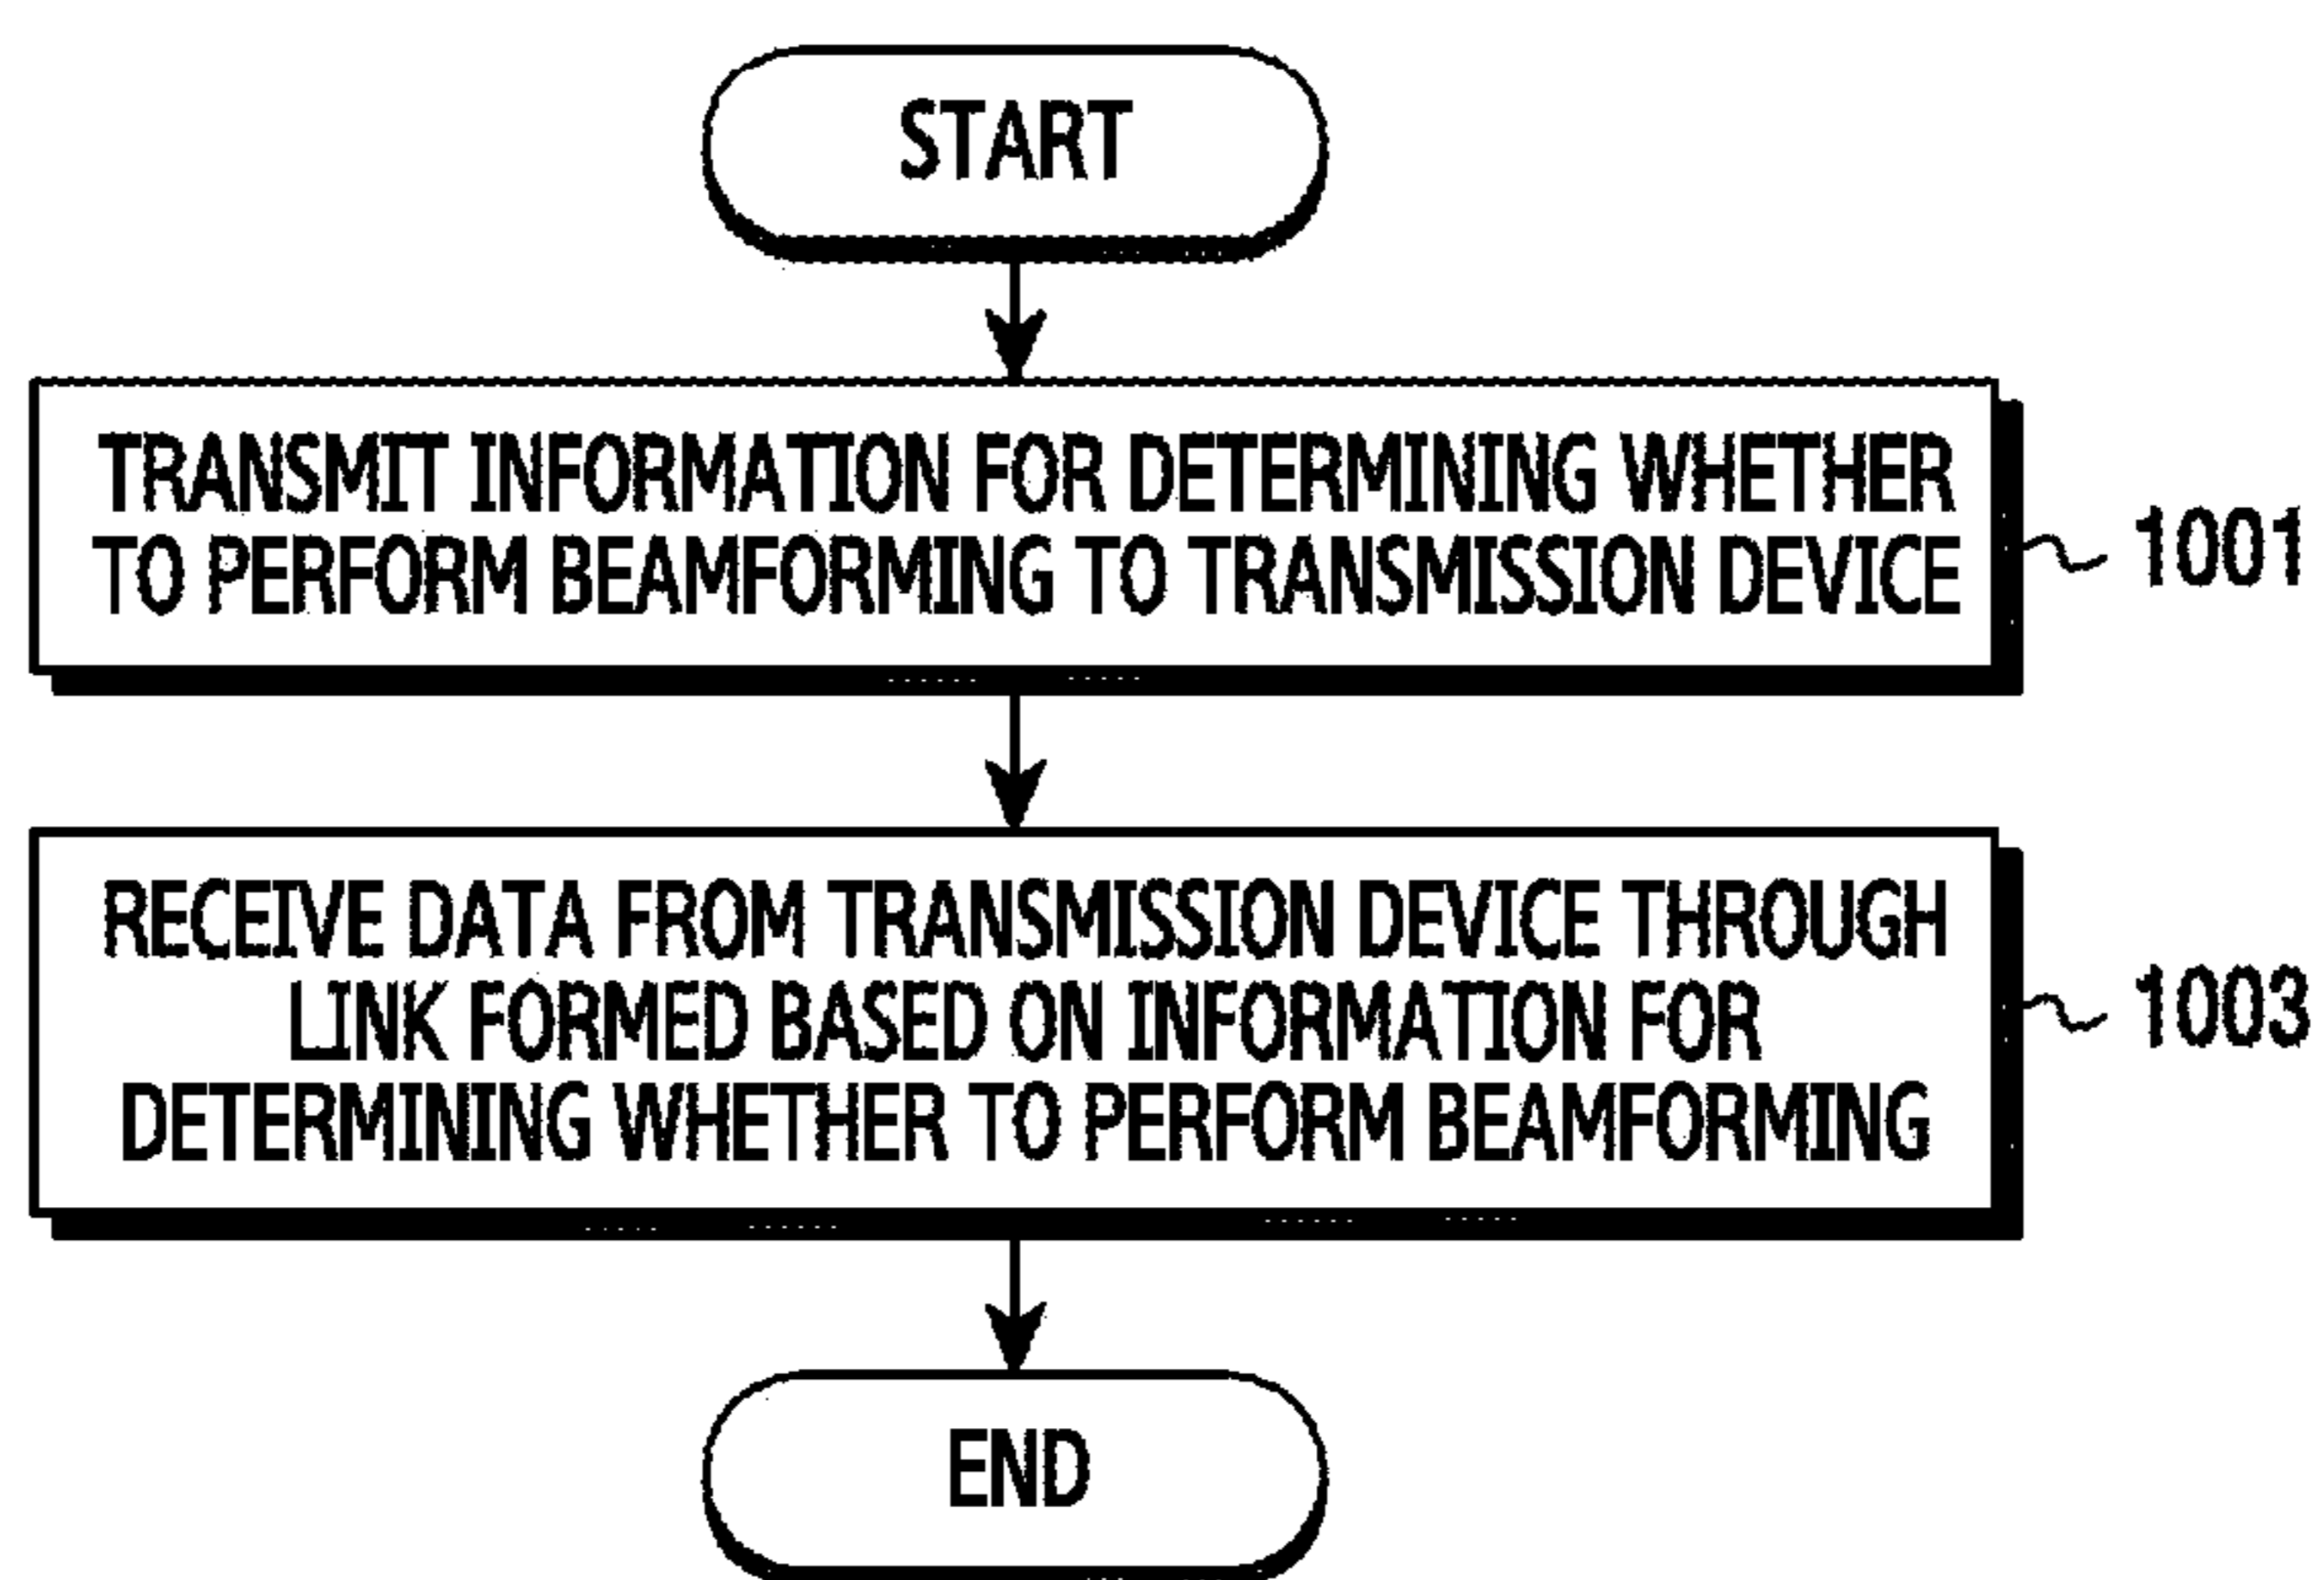 START
TRANSMIT INFORMATION FOR DETERMINING WHETHER
TO PERFORM BEAMFORMING TO TRANSMISSION DEVICE
1001
RECEIVE DATA FROM TRANSMISSION DEVICE THROUGH
LINK FORMED BASED ON INFORMATION FOR
DETERMINING WHETHER TO PERFORM BEAMFORMING
1003
END